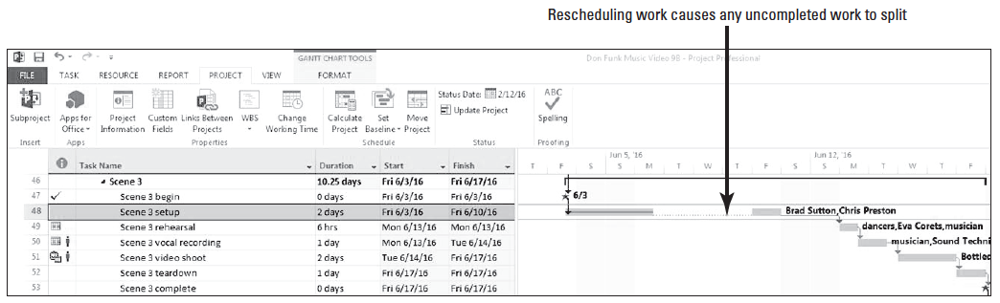 Rescheduling work causes any uncompleted work to split
GANTT CHART TOOLS
Don Funk Music Video 9B - Project Professional
FILE TASK RESOURCE REPORT PROJECT VIEW FORMAT
Subproject
Apps for Office
Project Information
Custom Fields
Links Between Projects
WBS
Change Working Time
Calculate Project
Set Baseline
Move Project
Status Date: 2/12/16
Update Project
ABC
Spelling
Insert Apps Properties Schedule Status Proofing
Task Name Duration Start Finish
Jun 5, '16 Jun 12, '16
T F S S M T W T F S S M T W T F
46 Scene 3 10.25 days Fri 6/3/16 Fri 6/17/16
47 Scene 3 begin 0 days Fri 6/3/16 Fri 6/3/16 6/3
48 Scene 3 setup 2 days Fri 6/3/16 Fri 6/10/16 Brad Sutton,Chris Preston
49 Scene 3 rehearsal 6 hrs Mon 6/13/16 Mon 6/13/16 dancers,Eva Corets,musician
50 Scene 3 vocal recording 1 day Mon 6/13/16 Tue 6/14/16 musician,Sound Techni
51 Scene 3 video shoot 2 days Tue 6/14/16 Fri 6/17/16 Bottled
52 Scene 3 teardown 1 day Fri 6/17/16 Fri 6/17/16
53 Scene 3 complete 0 days Fri 6/17/16 Fri 6/17/16